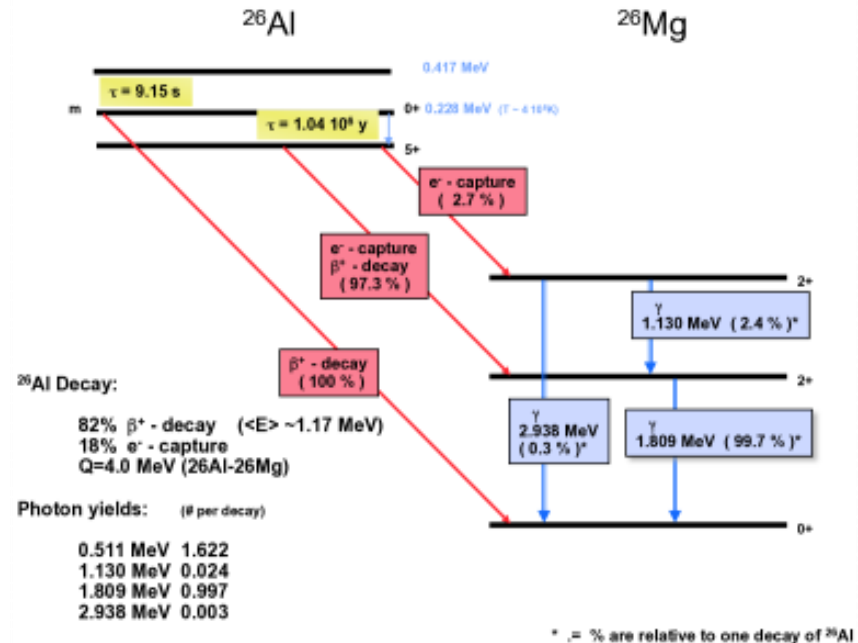 ²⁶Al
²⁶Mg
0.417 MeV
τ = 9.15 s
m
0+ 0.228 MeV (T ~ 4 10⁸K)
τ = 1.04 10⁶ y
5+
e⁻ - capture
( 2.7 % )
e⁻ - capture
β⁺ - decay
( 97.3 % )
2+
γ
1.130 MeV ( 2.4 % )*
β⁺ - decay
( 100 % )
2+
γ
2.938 MeV
( 0.3 % )*
γ
1.809 MeV ( 99.7 % )*
0+
²⁶Al Decay:
82% β⁺ - decay (<E> ~1.17 MeV)
18% e⁻ - capture
Q=4.0 MeV (26Al-26Mg)
Photon yields: (# per decay)
0.511 MeV 1.622
1.130 MeV 0.024
1.809 MeV 0.997
2.938 MeV 0.003
* .= % are relative to one decay of ²⁶Al